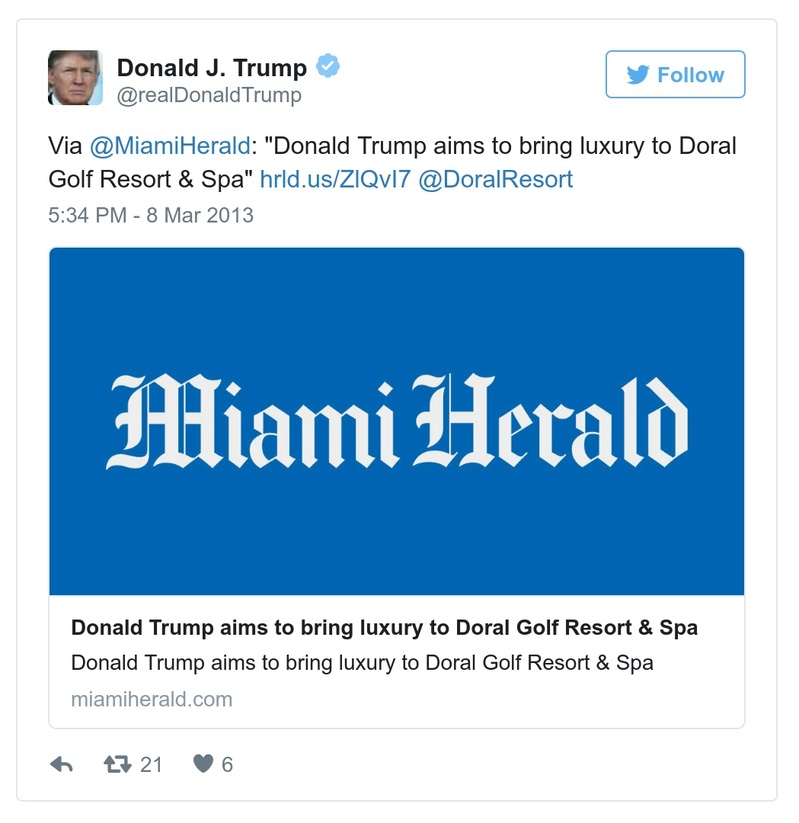 Donald J. Trump
Follow
@realDonaldTrump
Via @MiamiHerald: "Donald Trump aims to bring luxury to Doral
Golf Resort & Spa" hrld.us/ZlQvI7 @DoralResort
5:34 PM - 8 Mar 2013
Miami Herald
Donald Trump aims to bring luxury to Doral Golf Resort & Spa
Donald Trump aims to bring luxury to Doral Golf Resort & Spa
miamiherald.com
21 6